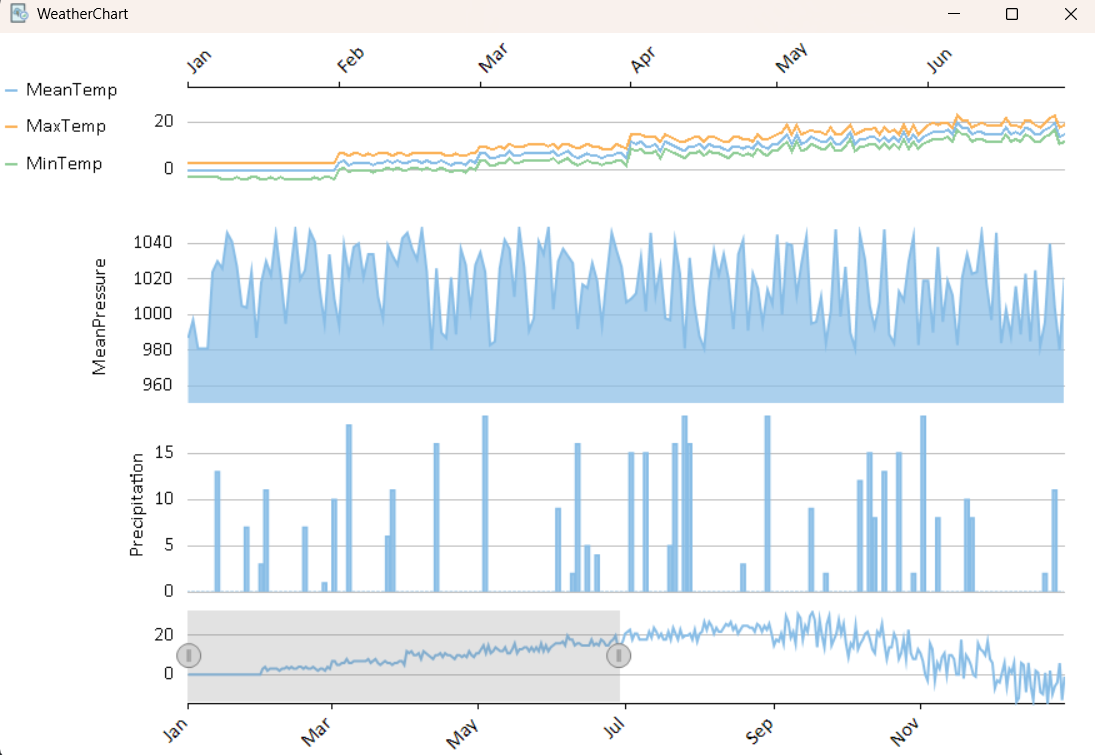 WeatherChart
Jan Feb Mar Apr May Jun
MeanTemp
MaxTemp
MinTemp
20
0
MeanPressure
1040
1020
1000
980
960
Precipitation
15
10
5
0
20
0
Jan Mar May Jul Sep Nov